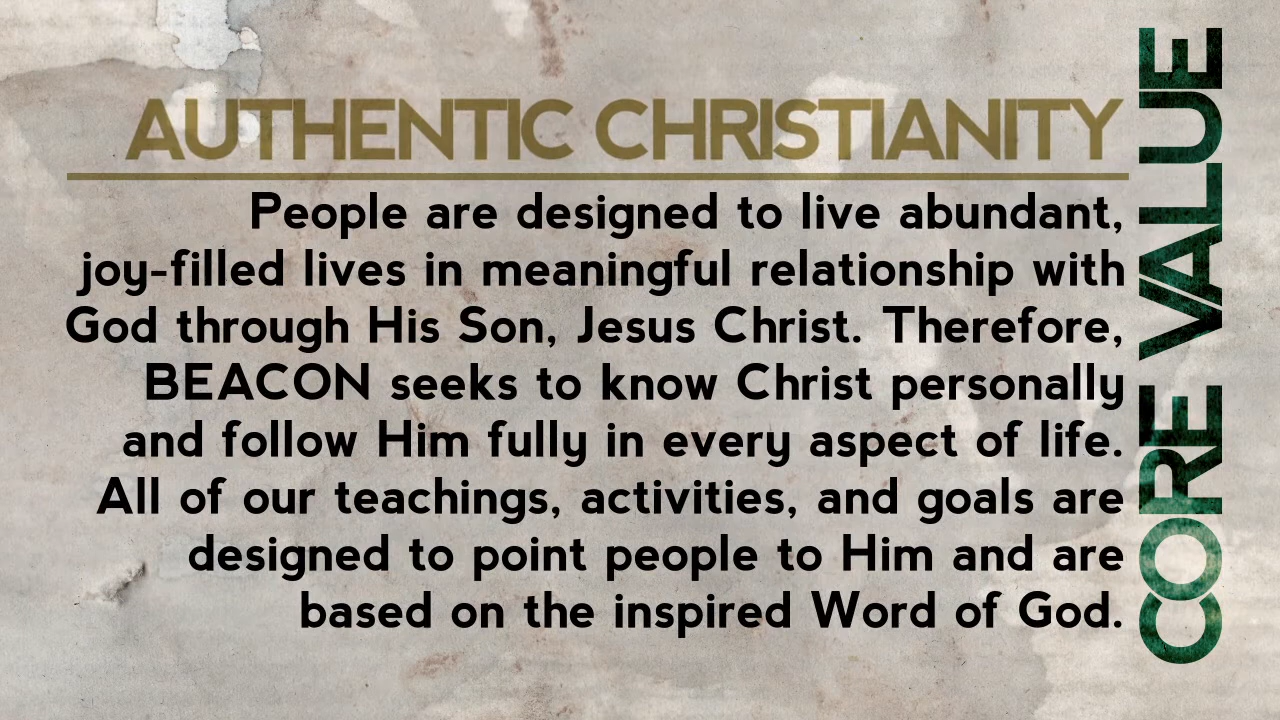 AUTHENTIC CHRISTIANITY
People are designed to live abundant,
joy-filled lives in meaningful relationship with
God through His Son, Jesus Christ. Therefore,
BEACON seeks to know Christ personally
and follow Him fully in every aspect of life.
All of our teachings, activities, and goals are
designed to point people to Him and are
based on the inspired Word of God.
CORE VALUE